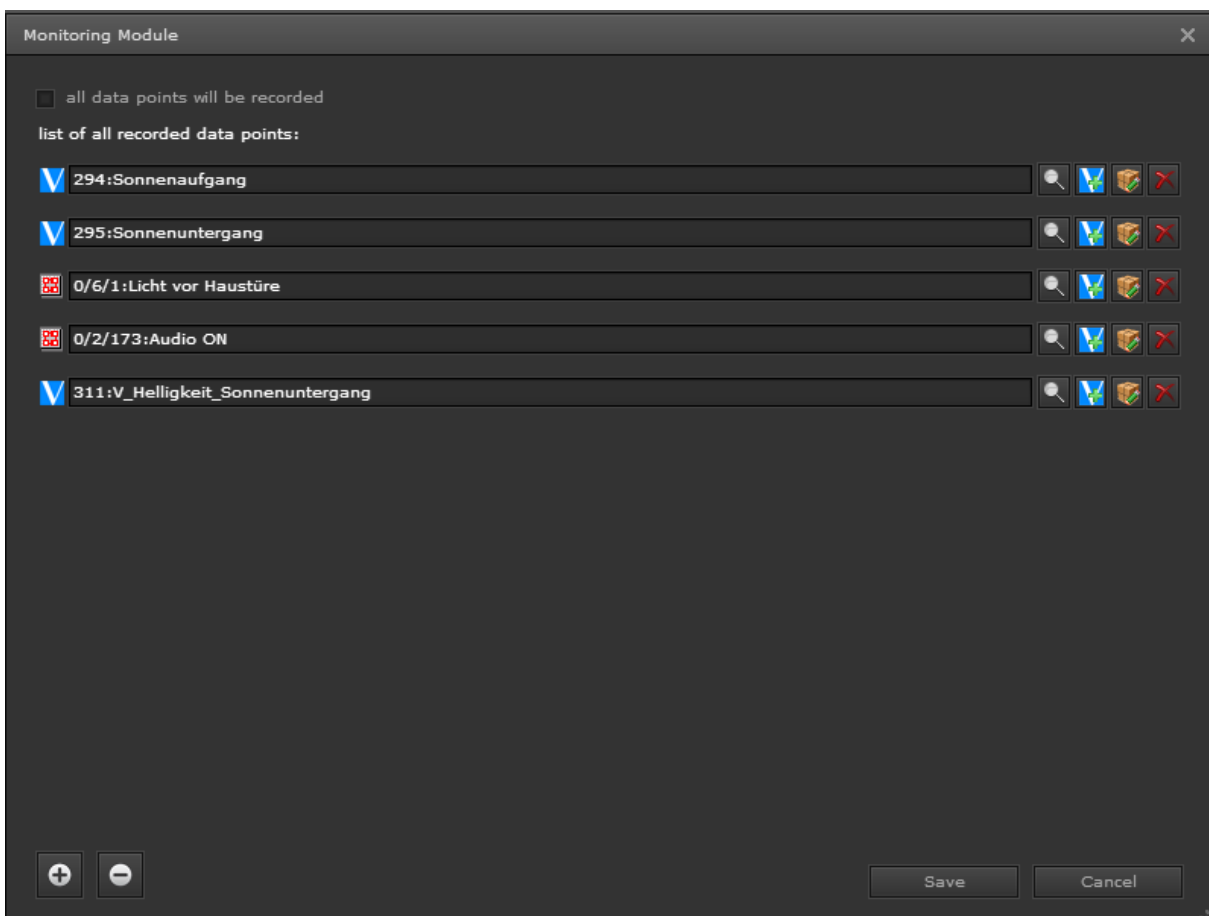 Monitoring Module
all data points will be recorded
list of all recorded data points:
294:Sonnenaufgang
295:Sonnenuntergang
0/6/1:Licht vor Haustüre
0/2/173:Audio ON
311:V_Helligkeit_Sonnenuntergang
Save Cancel